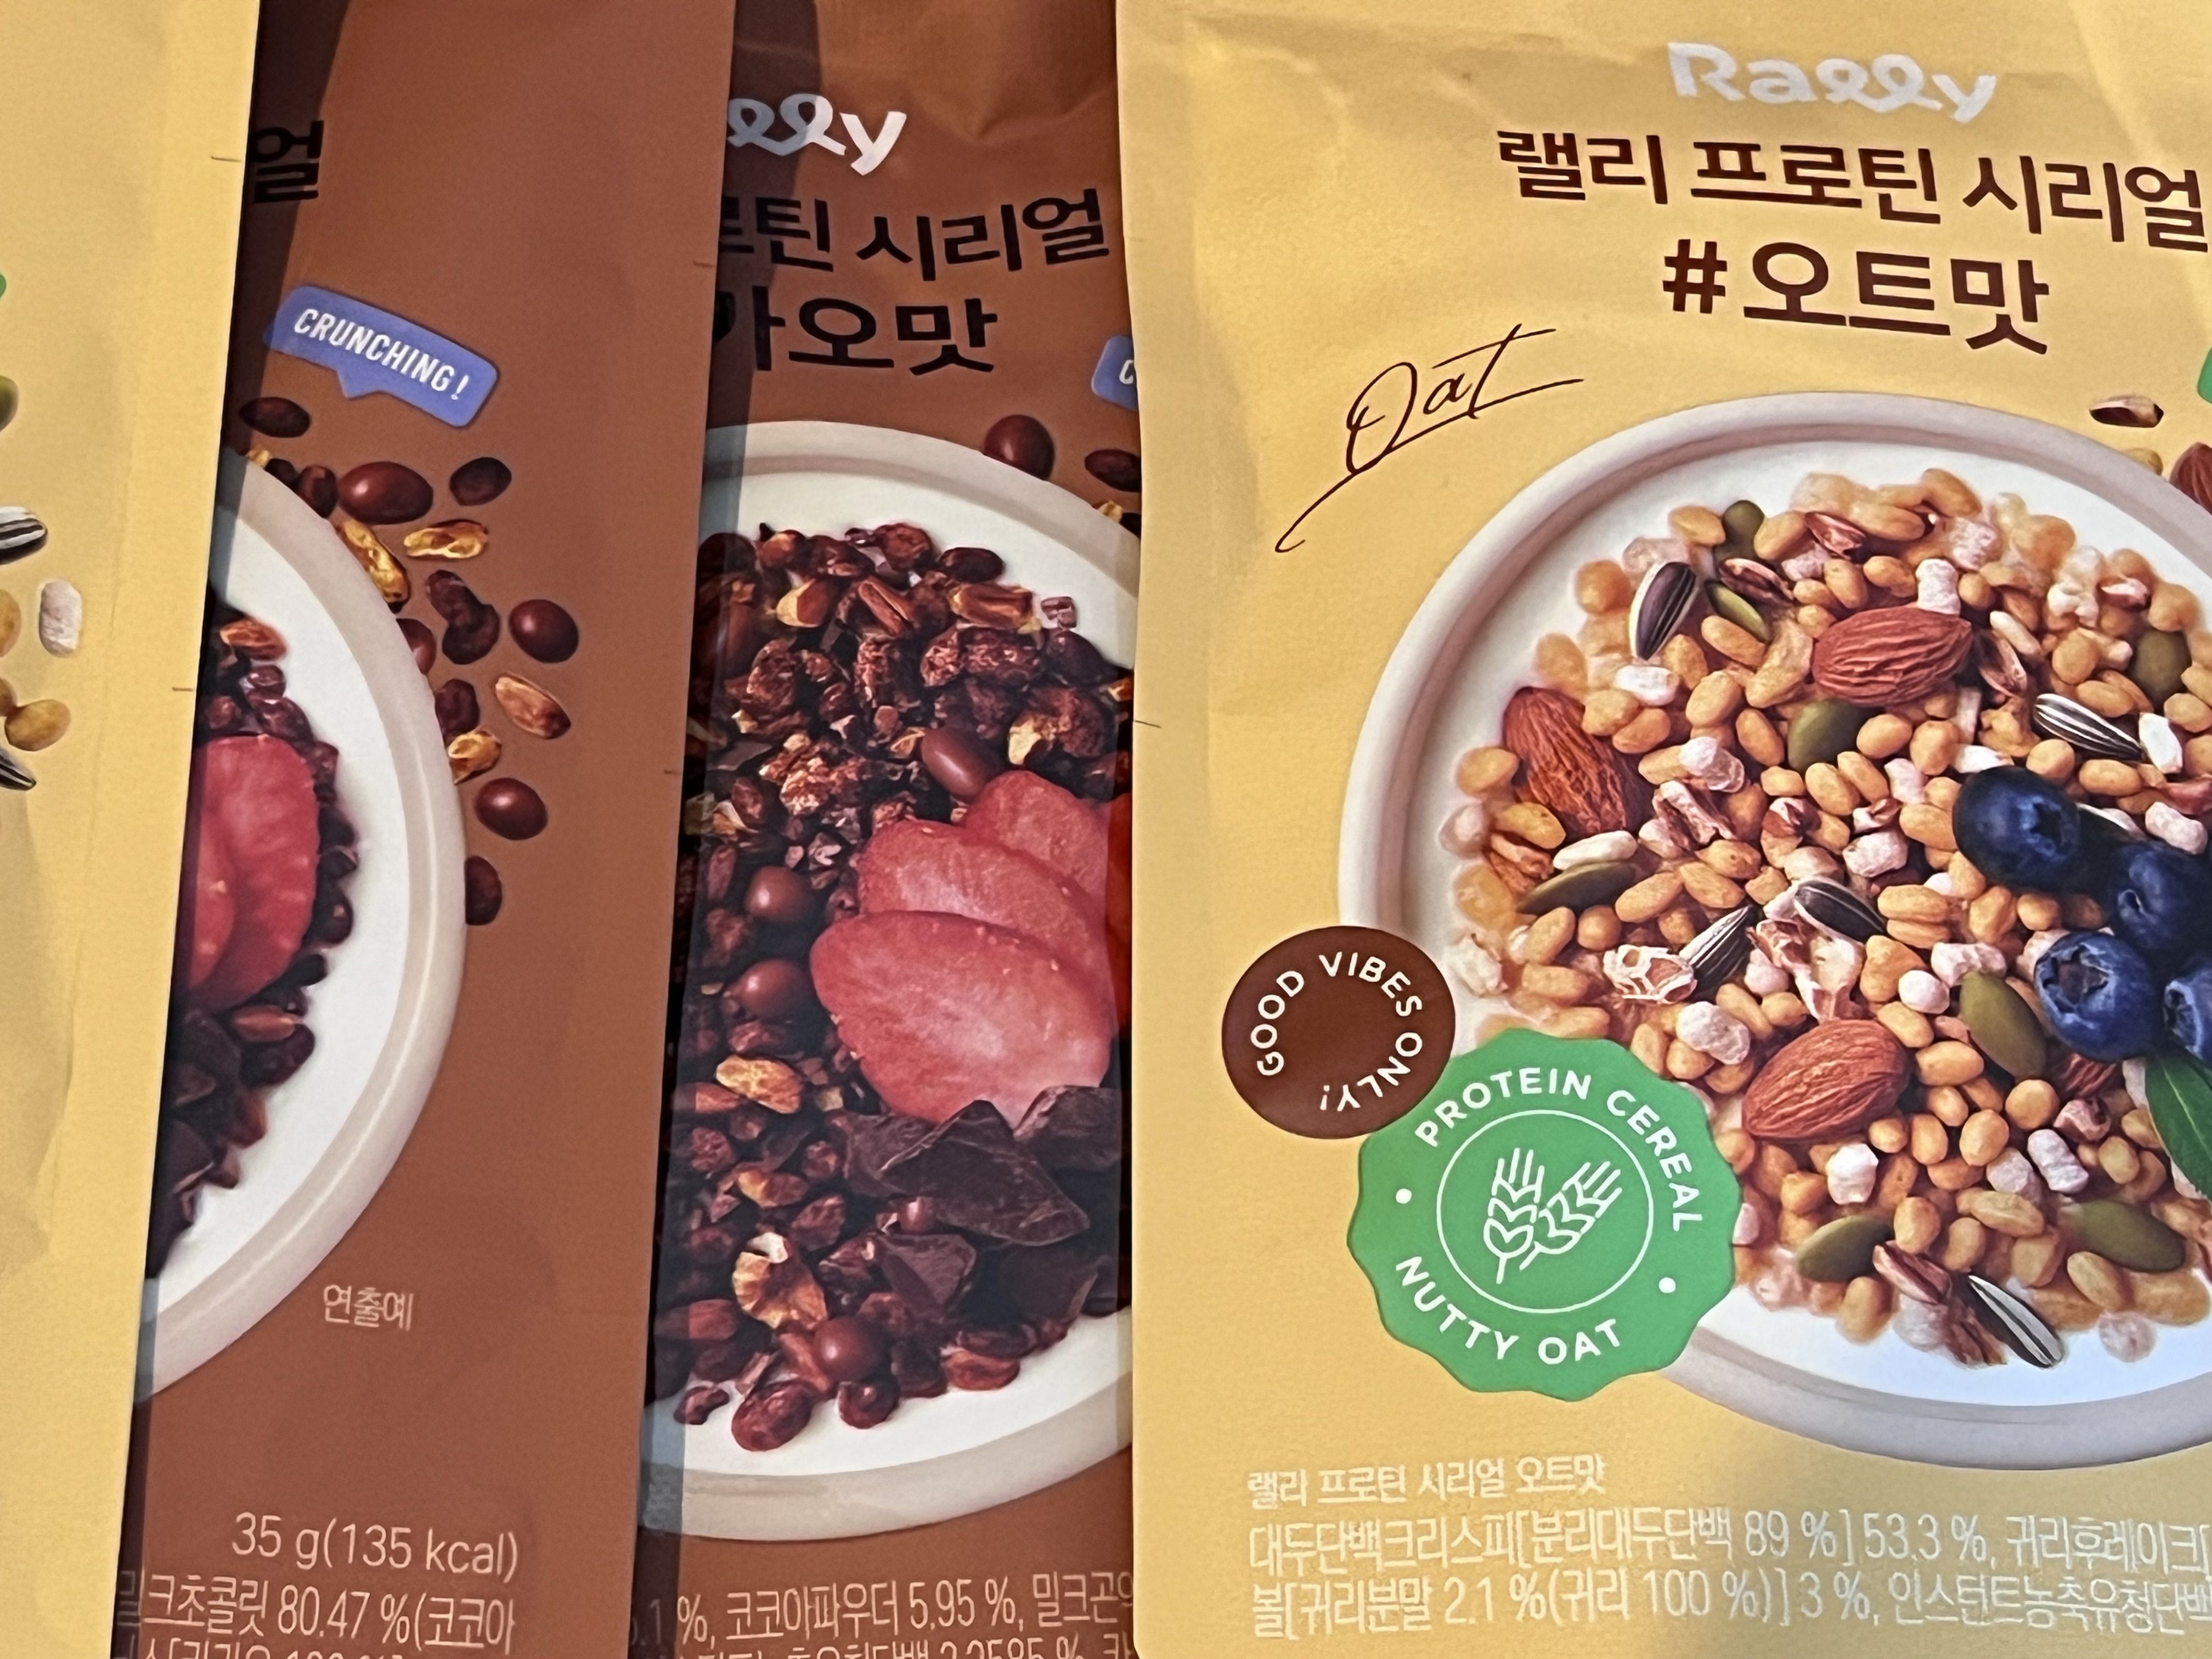 얼
CRUNCHING!
연출예
35 g(135 kcal)
크초콜릿 80.47 %(코코아
틴 시리얼
오맛
%, 코코아파우더 5.95 %, 밀크곤약
Rally
랠리 프로틴 시리얼
#오트맛
Oat
GOOD VIBES ONLY!
PROTEIN CEREAL
NUTTY OAT
랠리 프로틴 시리얼 오트맛
대두단백크리스피[분리대두단백 89 %] 53.3 %, 귀리후레이크[
볼[귀리분말 2.1 %(귀리 100 %)] 3 %, 인스턴트농축유청단백